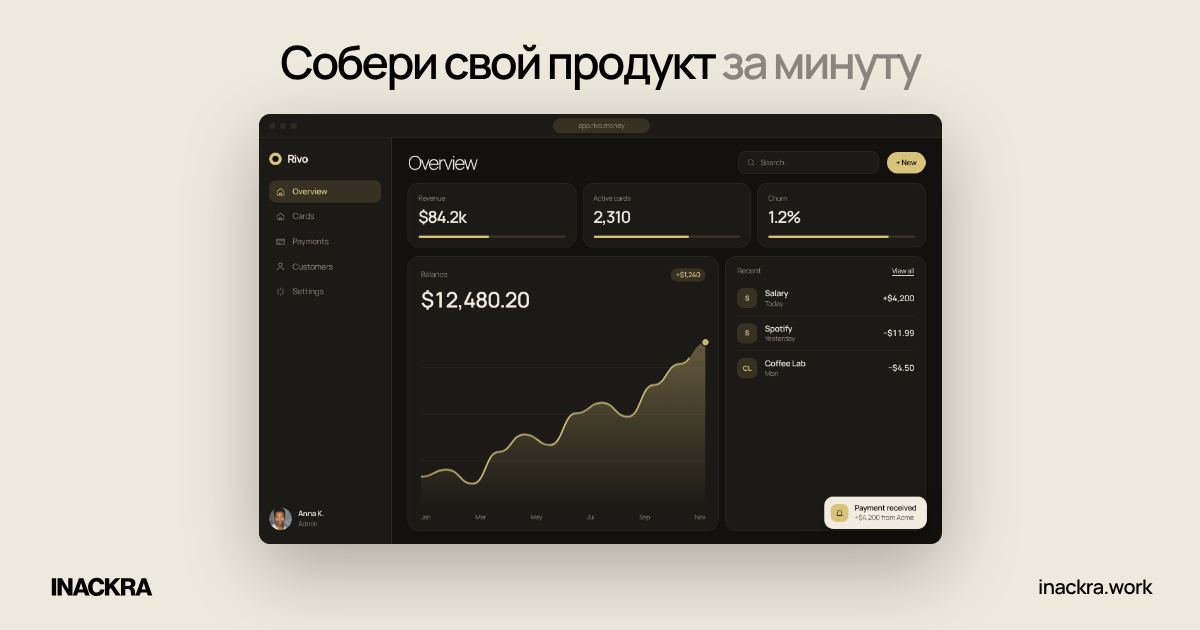 Собери свой продукт за минуту
app.rivo.money
Rivo
Overview
Cards
Payments
Customers
Settings
Anna K.
Admin
Overview
Search
+ New
Revenue
$84.2k
Active cards
2,310
Churn
1.2%
Balance
+$1,240
$12,480.20
Jan Mar May Jul Sep Nov
Recent
View all
S
Salary
Today
+$4,200
S
Spotify
Yesterday
−$11.99
CL
Coffee Lab
Mon
−$4.50
Payment received
+$4,200 from Acme
INACKRA
inackra.work